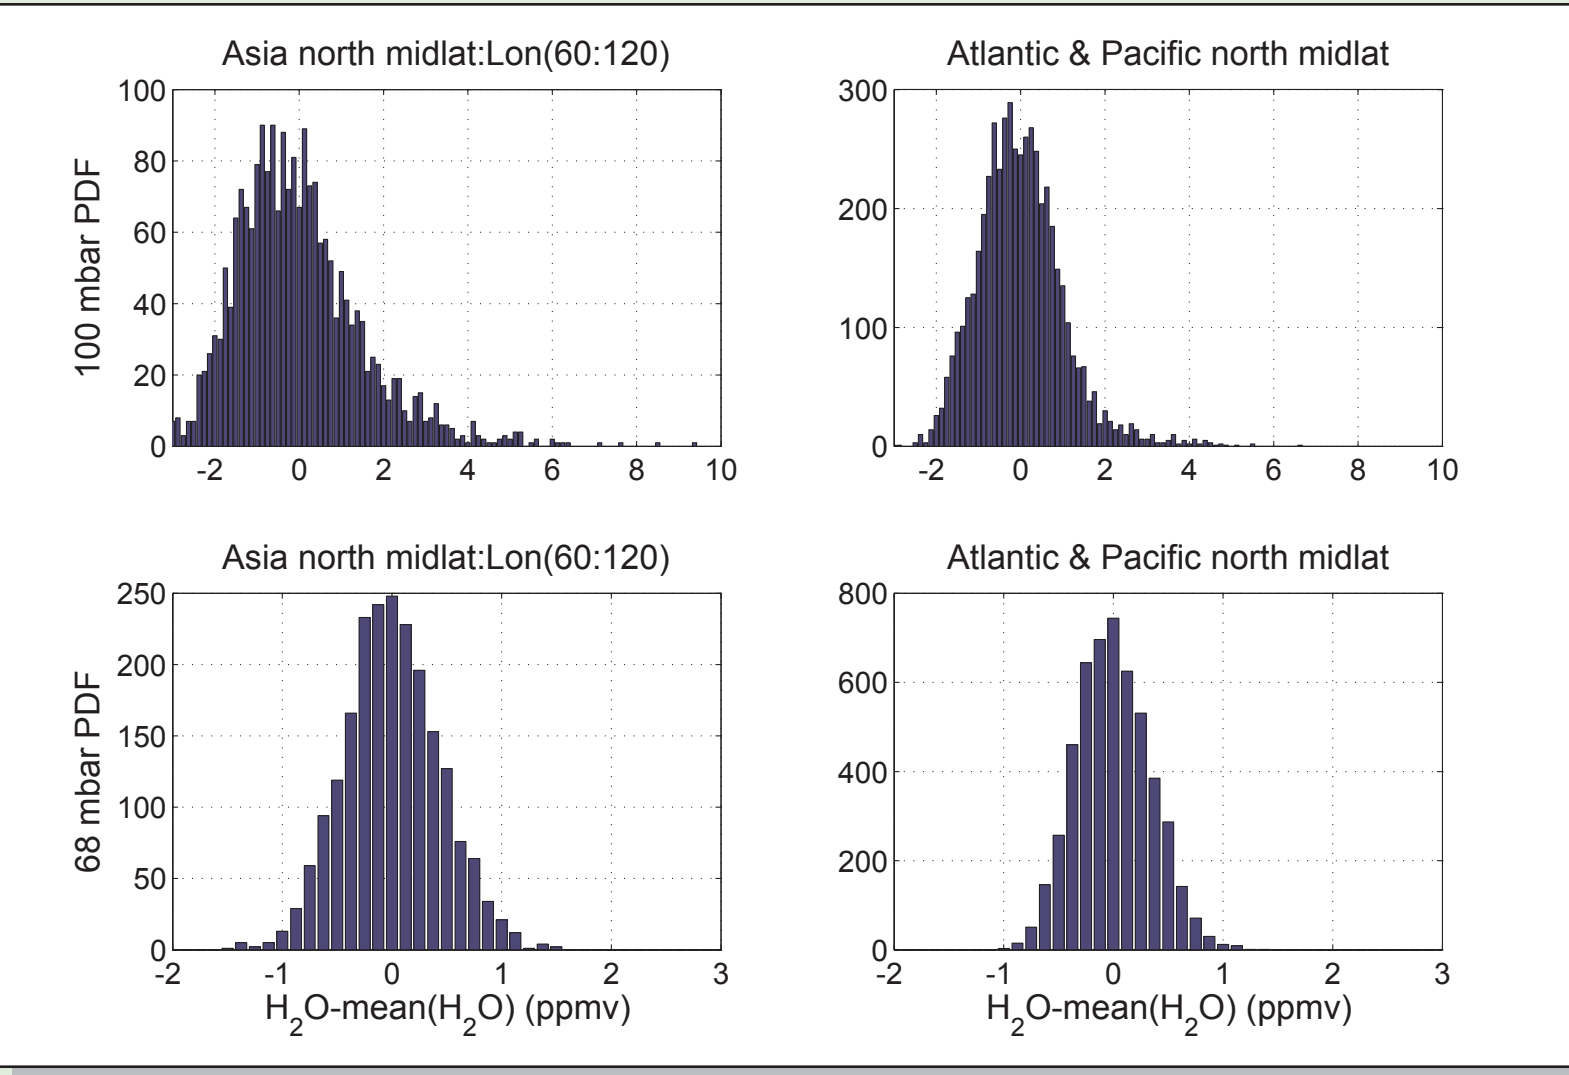 Asia north midlat:Lon(60:120)
Atlantic & Pacific north midlat
100 mbar PDF
100
80
60
40
20
0
-2 0 2 4 6 8 10
300
200
100
0
-2 0 2 4 6 8 10
Asia north midlat:Lon(60:120)
Atlantic & Pacific north midlat
68 mbar PDF
250
200
150
100
50
0
-2 -1 0 1 2 3
H2O-mean(H2O) (ppmv)
800
600
400
200
0
-2 -1 0 1 2 3
H2O-mean(H2O) (ppmv)